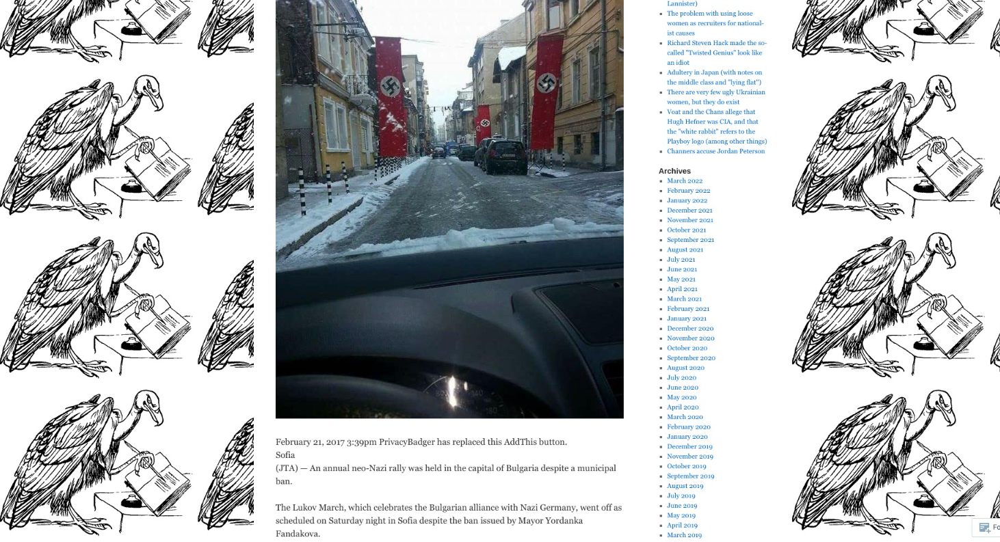 Lannister)
The problem with using loose
women as recruiters for national-
ist causes
Richard Steven Hack made the so-
called "Twisted Genius" look like
an idiot
Adultery in Japan (with notes on
the middle class and "lying flat")
There are very few ugly Ukrainian
women, but they do exist
Voat and the Chans allege that
Hugh Hefner was CIA, and that
the "white rabbit" refers to the
Playboy logo (among other things)
Channers accuse Jordan Peterson
Archives
March 2022
February 2022
January 2022
December 2021
November 2021
October 2021
September 2021
August 2021
July 2021
June 2021
May 2021
April 2021
March 2021
February 2021
January 2021
December 2020
November 2020
October 2020
September 2020
August 2020
July 2020
June 2020
May 2020
April 2020
March 2020
February 2020
January 2020
December 2019
November 2019
October 2019
September 2019
August 2019
July 2019
June 2019
May 2019
April 2019
March 2019
February 21, 2017 3:39pm PrivacyBadger has replaced this AddThis button.
Sofia
(JTA) — An annual neo-Nazi rally was held in the capital of Bulgaria despite a municipal
ban.
The Lukov March, which celebrates the Bulgarian alliance with Nazi Germany, went off as
scheduled on Saturday night in Sofia despite the ban issued by Mayor Yordanka
Fandakova.
Fo